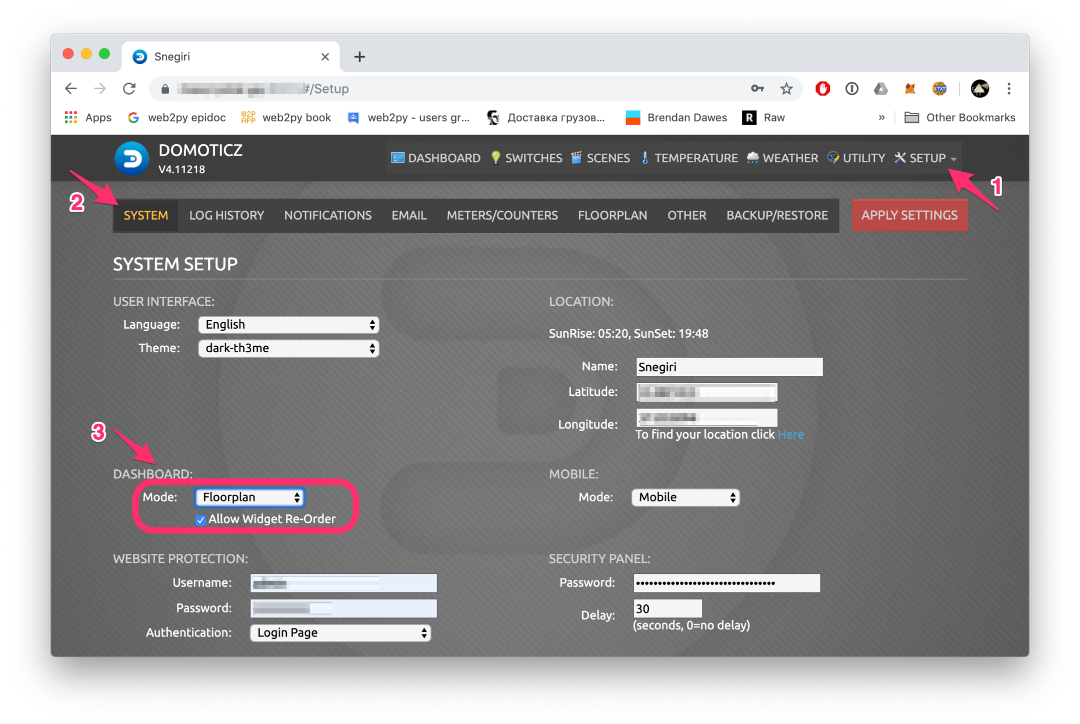 Snegiri
#/Setup
Apps web2py epidoc web2py book web2py - users gr... Доставка грузов... Brendan Dawes Raw » Other Bookmarks
DOMOTICZ
V4.11218
DASHBOARD SWITCHES SCENES TEMPERATURE WEATHER UTILITY SETUP
1
2
SYSTEM LOG HISTORY NOTIFICATIONS EMAIL METERS/COUNTERS FLOORPLAN OTHER BACKUP/RESTORE APPLY SETTINGS
SYSTEM SETUP
USER INTERFACE:
Language: English
Theme: dark-th3me
LOCATION:
SunRise: 05:20, SunSet: 19:48
Name: Snegiri
Latitude:
Longitude:
To find your location click Here
3
DASHBOARD:
Mode: Floorplan
Allow Widget Re-Order
MOBILE:
Mode: Mobile
WEBSITE PROTECTION:
Username:
Password:
Authentication: Login Page
SECURITY PANEL:
Password: ••••••••••••••••••••••••••••••••
Delay: 30
(seconds, 0=no delay)